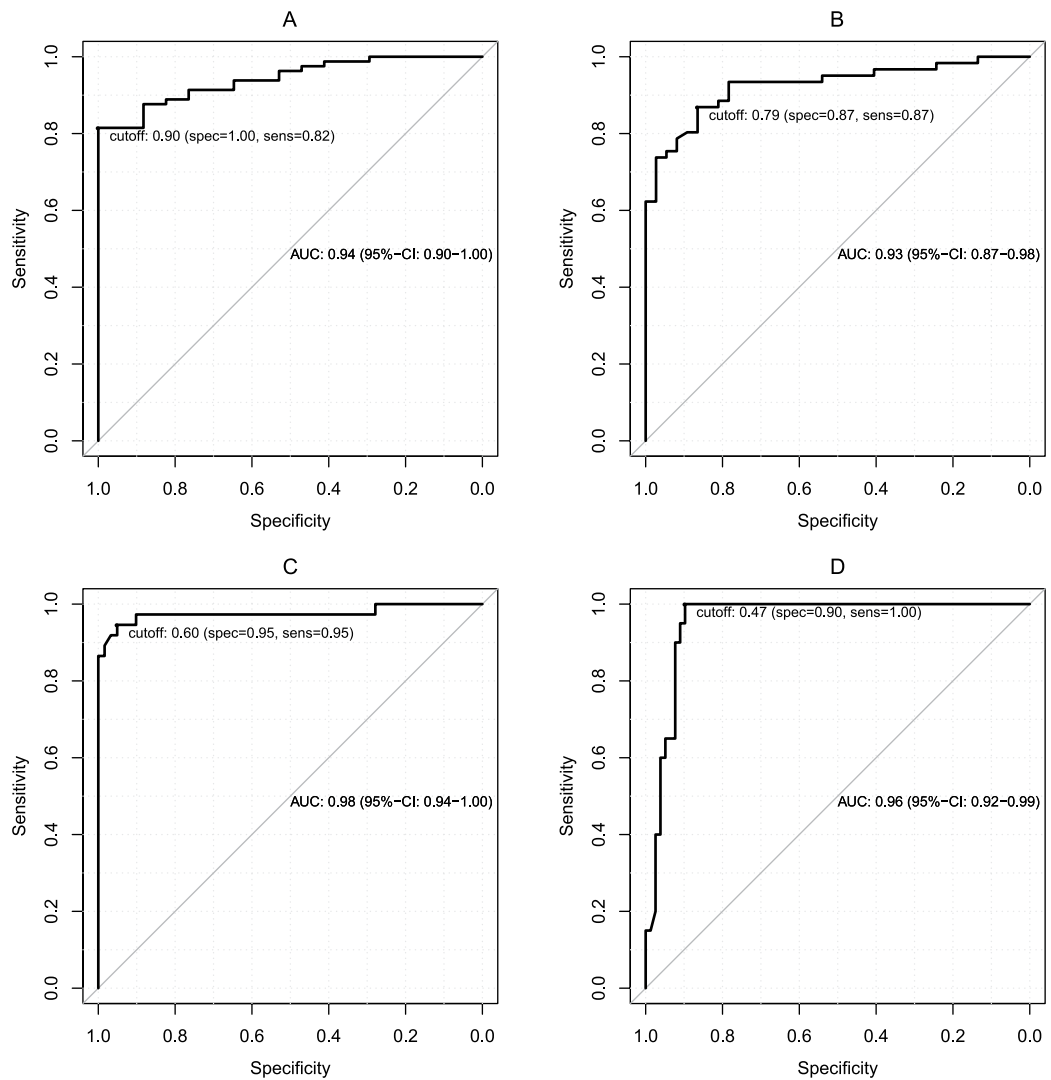 A
1.0
0.8
0.6
0.4
0.2
0.0
Sensitivity
cutoff: 0.90 (spec=1.00, sens=0.82)
AUC: 0.94 (95%−CI: 0.90−1.00)
1.0 0.8 0.6 0.4 0.2 0.0
Specificity
B
1.0
0.8
0.6
0.4
0.2
0.0
Sensitivity
cutoff: 0.79 (spec=0.87, sens=0.87)
AUC: 0.93 (95%−CI: 0.87−0.98)
1.0 0.8 0.6 0.4 0.2 0.0
Specificity
C
1.0
0.8
0.6
0.4
0.2
0.0
Sensitivity
cutoff: 0.60 (spec=0.95, sens=0.95)
AUC: 0.98 (95%−CI: 0.94−1.00)
1.0 0.8 0.6 0.4 0.2 0.0
Specificity
D
1.0
0.8
0.6
0.4
0.2
0.0
Sensitivity
cutoff: 0.47 (spec=0.90, sens=1.00)
AUC: 0.96 (95%−CI: 0.92−0.99)
1.0 0.8 0.6 0.4 0.2 0.0
Specificity